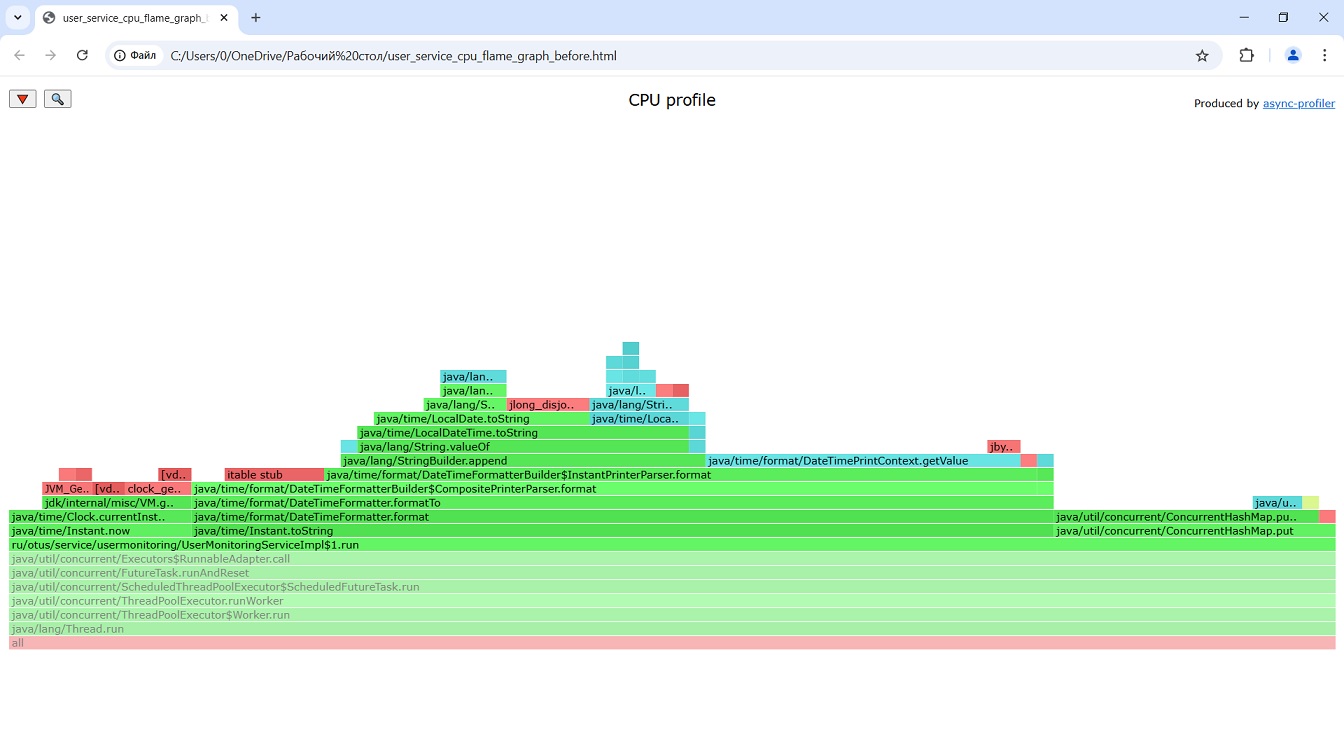 user_service_cpu_flame_graph_
Файл C:/Users/0/OneDrive/Рабочий%20стол/user_service_cpu_flame_graph_before.html
CPU profile
Produced by async-profiler
java/lan..
java/lan.. java/l..
java/lang/S.. jlong_disjo.. java/lang/Stri..
java/time/LocalDate.toString java/time/Loca..
java/time/LocalDateTime.toString
java/lang/String.valueOf jby..
java/lang/StringBuilder.append java/time/format/DateTimePrintContext.getValue
[vd.. itable stub java/time/format/DateTimeFormatterBuilder$InstantPrinterParser.format
JVM_Ge.. [vd.. clock_ge.. java/time/format/DateTimeFormatterBuilder$CompositePrinterParser.format
jdk/internal/misc/VM.g.. java/time/format/DateTimeFormatter.formatTo java/u..
java/time/Clock.currentInst.. java/time/format/DateTimeFormatter.format java/util/concurrent/ConcurrentHashMap.pu..
java/time/Instant.now java/time/Instant.toString java/util/concurrent/ConcurrentHashMap.put
ru/otus/service/usermonitoring/UserMonitoringServiceImpl$1.run
java/util/concurrent/Executors$RunnableAdapter.call
java/util/concurrent/FutureTask.runAndReset
java/util/concurrent/ScheduledThreadPoolExecutor$ScheduledFutureTask.run
java/util/concurrent/ThreadPoolExecutor.runWorker
java/util/concurrent/ThreadPoolExecutor$Worker.run
java/lang/Thread.run
all